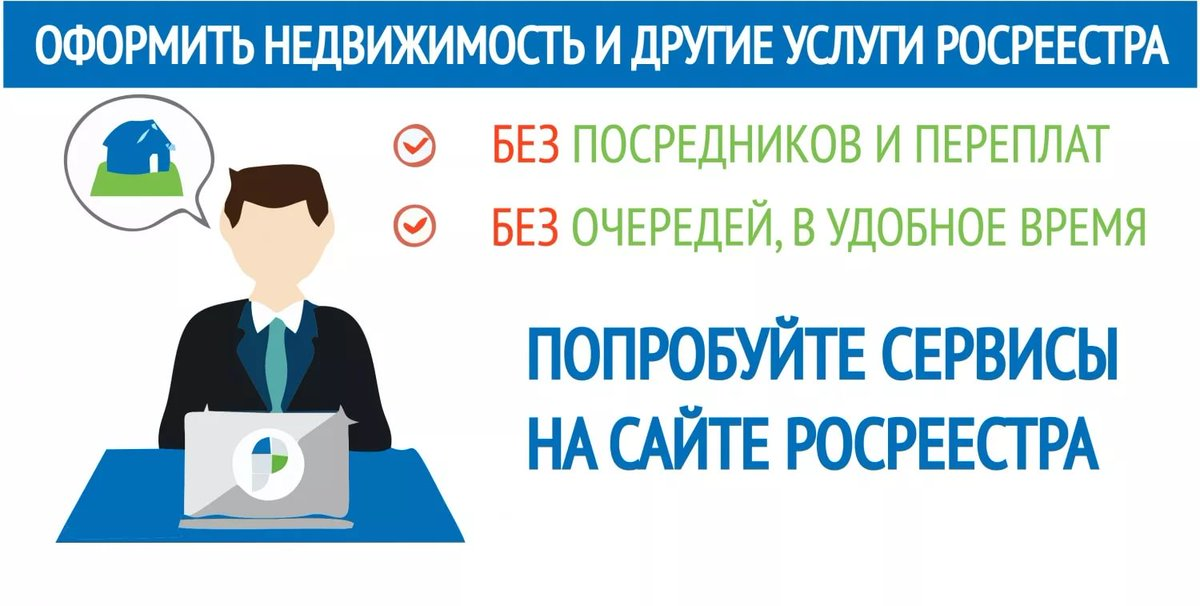 ОФОРМИТЬ НЕДВИЖИМОСТЬ И ДРУГИЕ УСЛУГИ РОСРЕЕСТРА
БЕЗ ПОСРЕДНИКОВ И ПЕРЕПЛАТ
БЕЗ ОЧЕРЕДЕЙ, В УДОБНОЕ ВРЕМЯ
ПОПРОБУЙТЕ СЕРВИСЫ
НА САЙТЕ РОСРЕЕСТРА